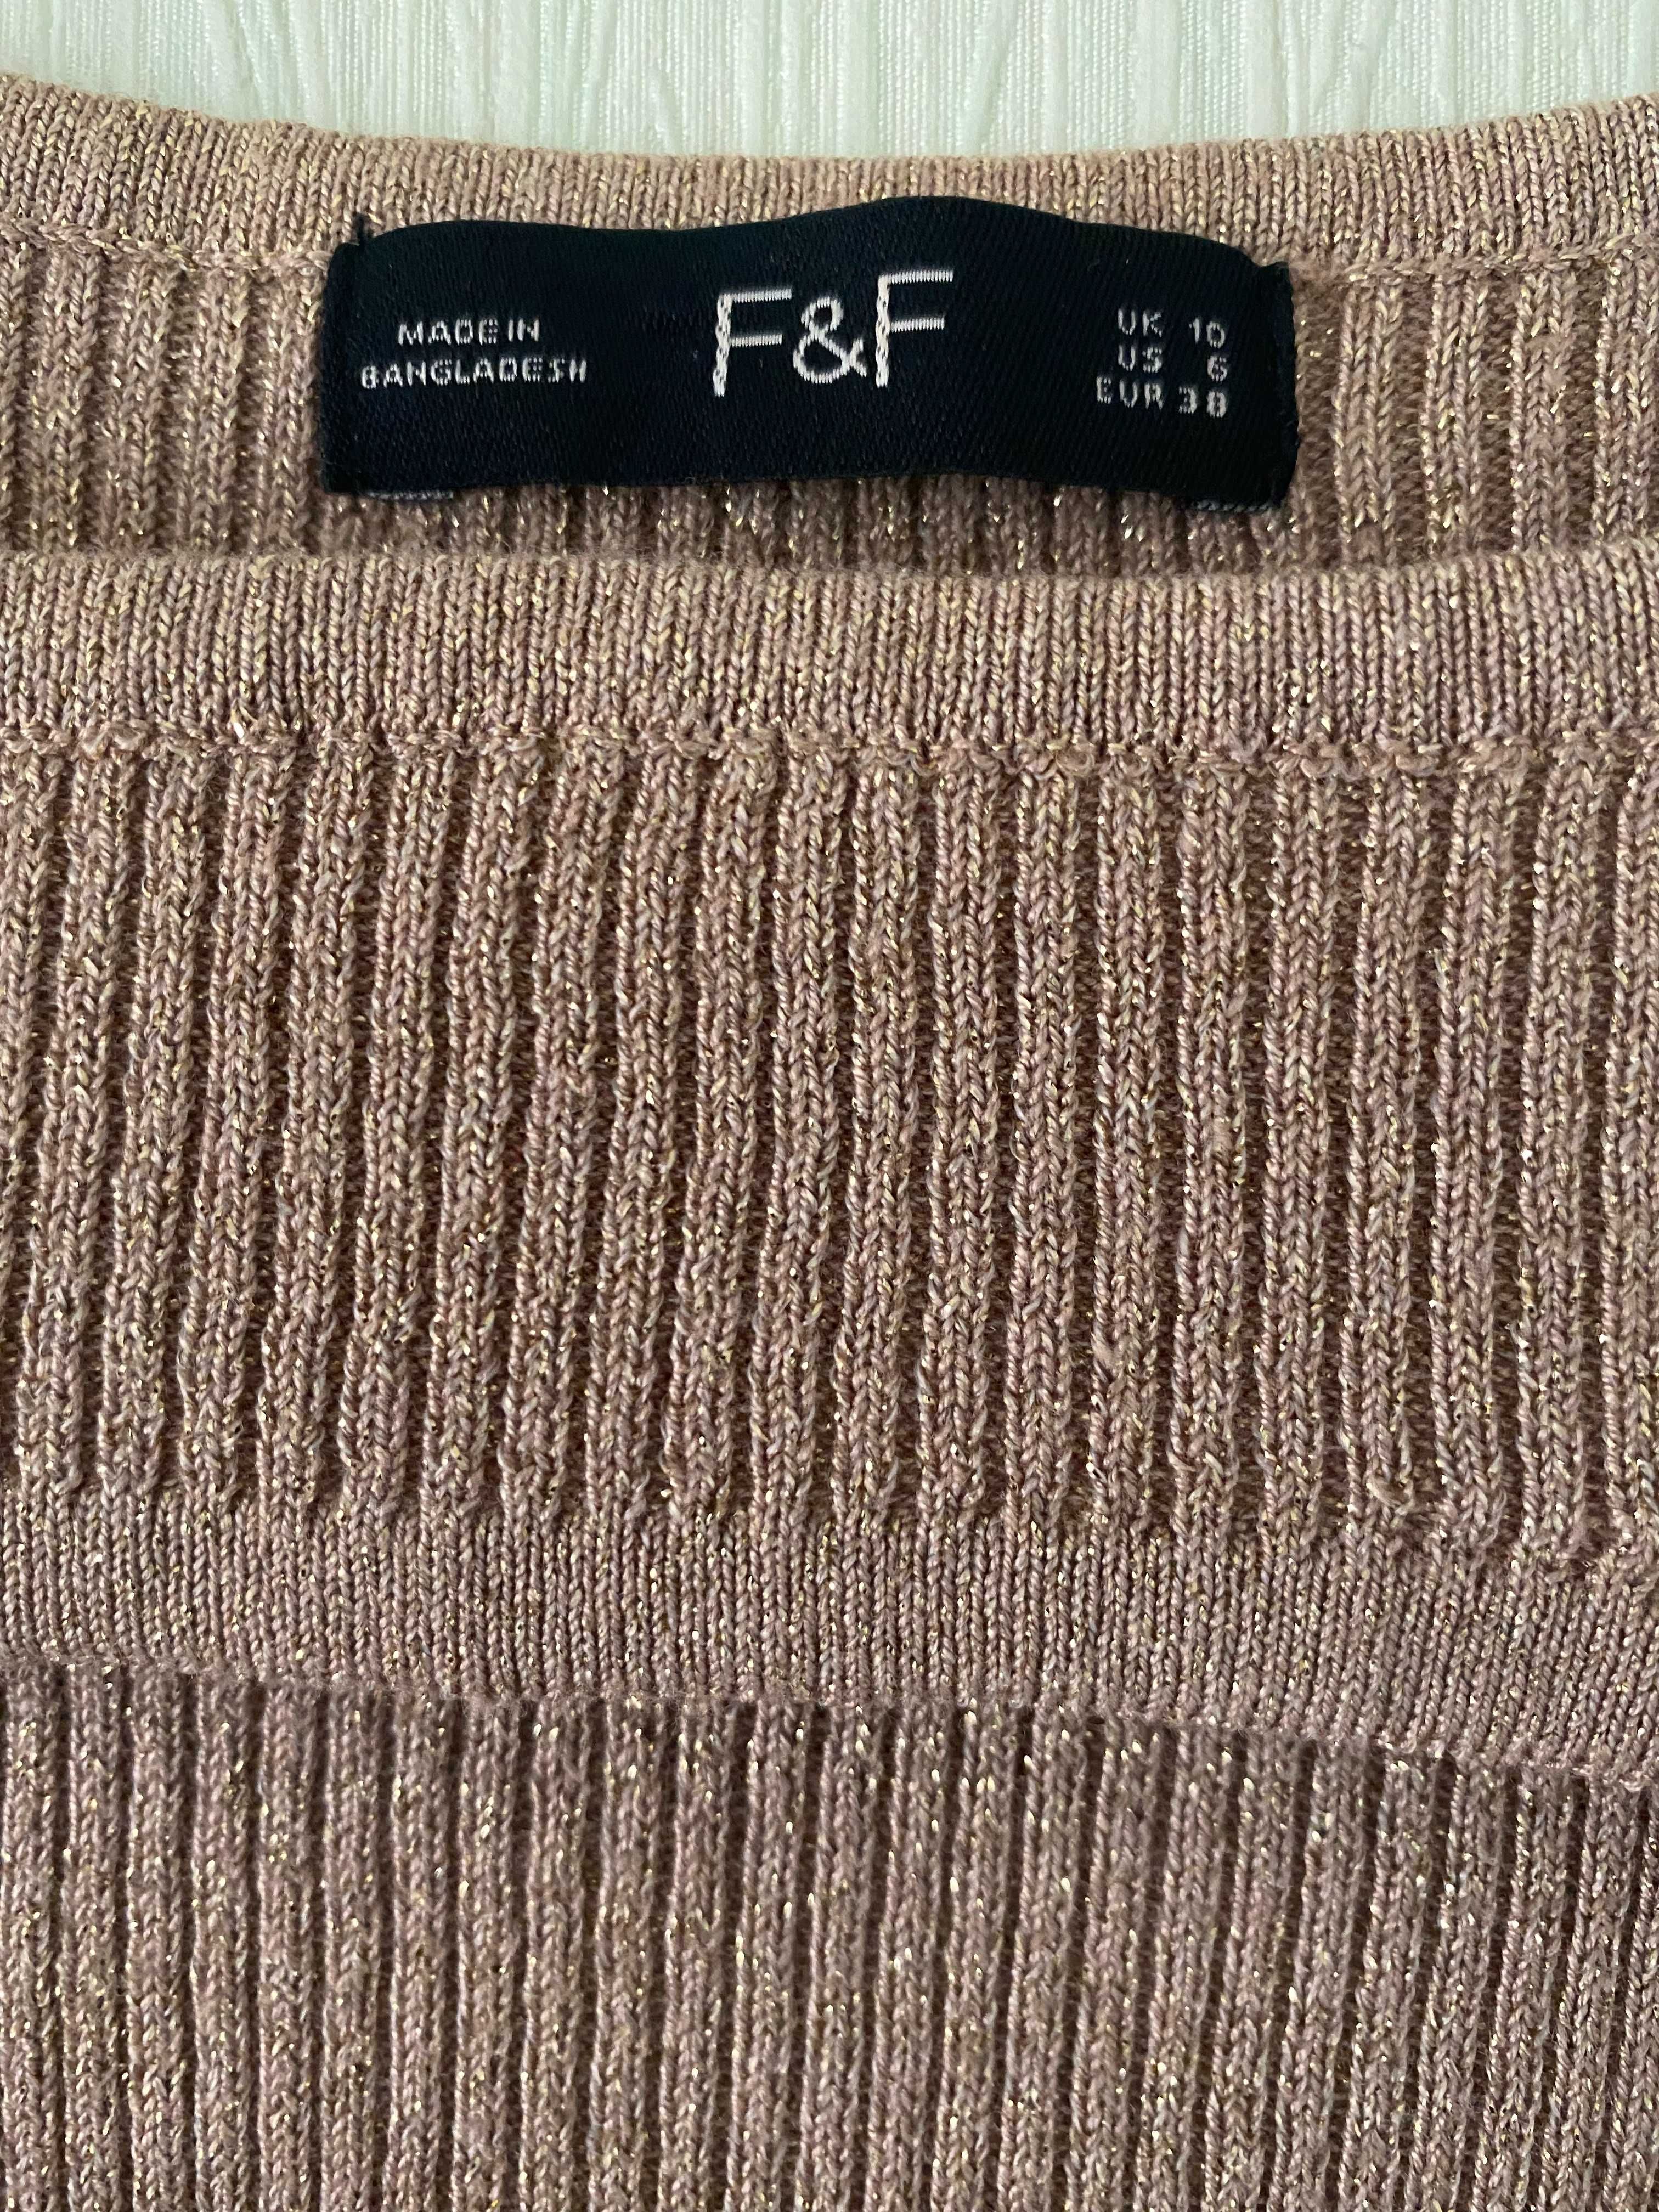 MADE IN
BANGLADESH
F&F
UK 10
US 6
EUR 38